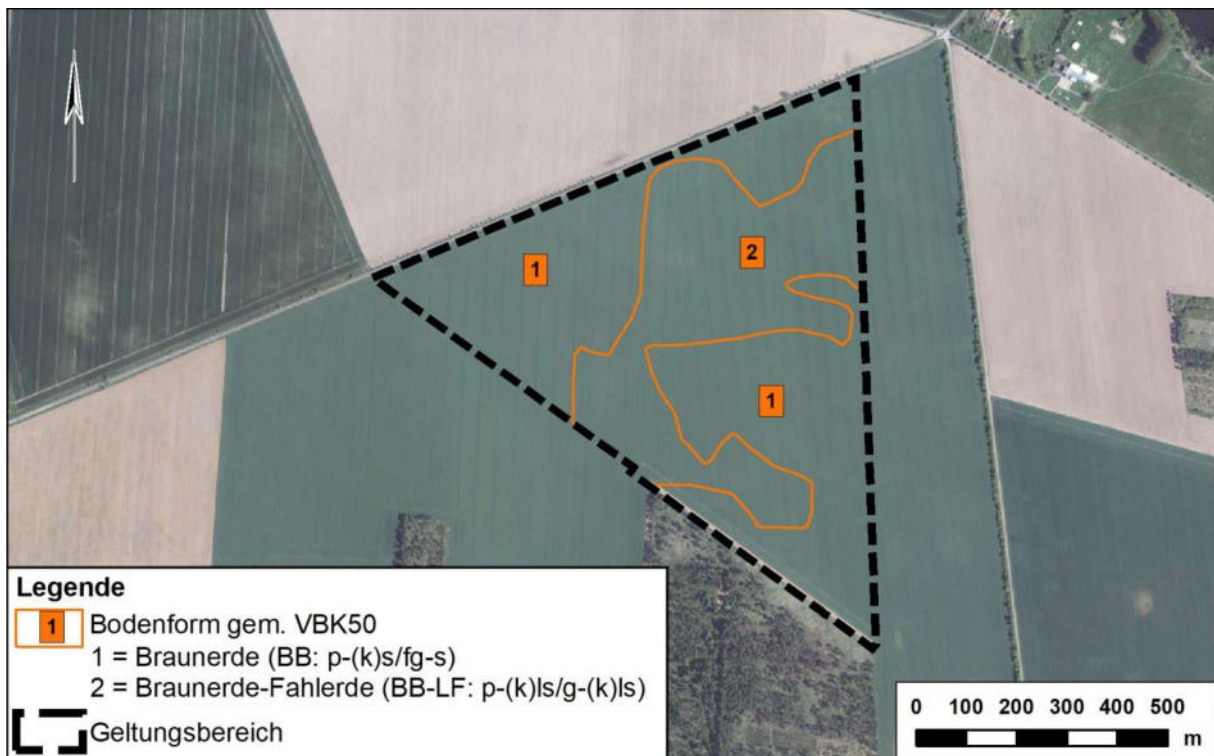 1
2
1
Legende
1 Bodenform gem. VBK50
1 = Braunerde (BB: p-(k)s/fg-s)
2 = Braunerde-Fahlerde (BB-LF: p-(k)ls/g-(k)ls)
Geltungsbereich
0 100 200 300 400 500
m